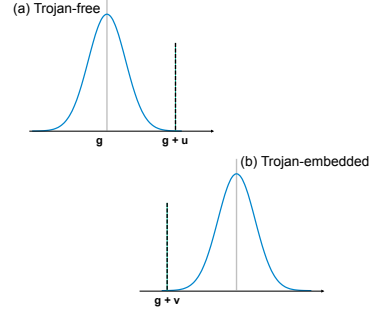 (a) Trojan-free
g
g + u
(b) Trojan-embedded
g + v